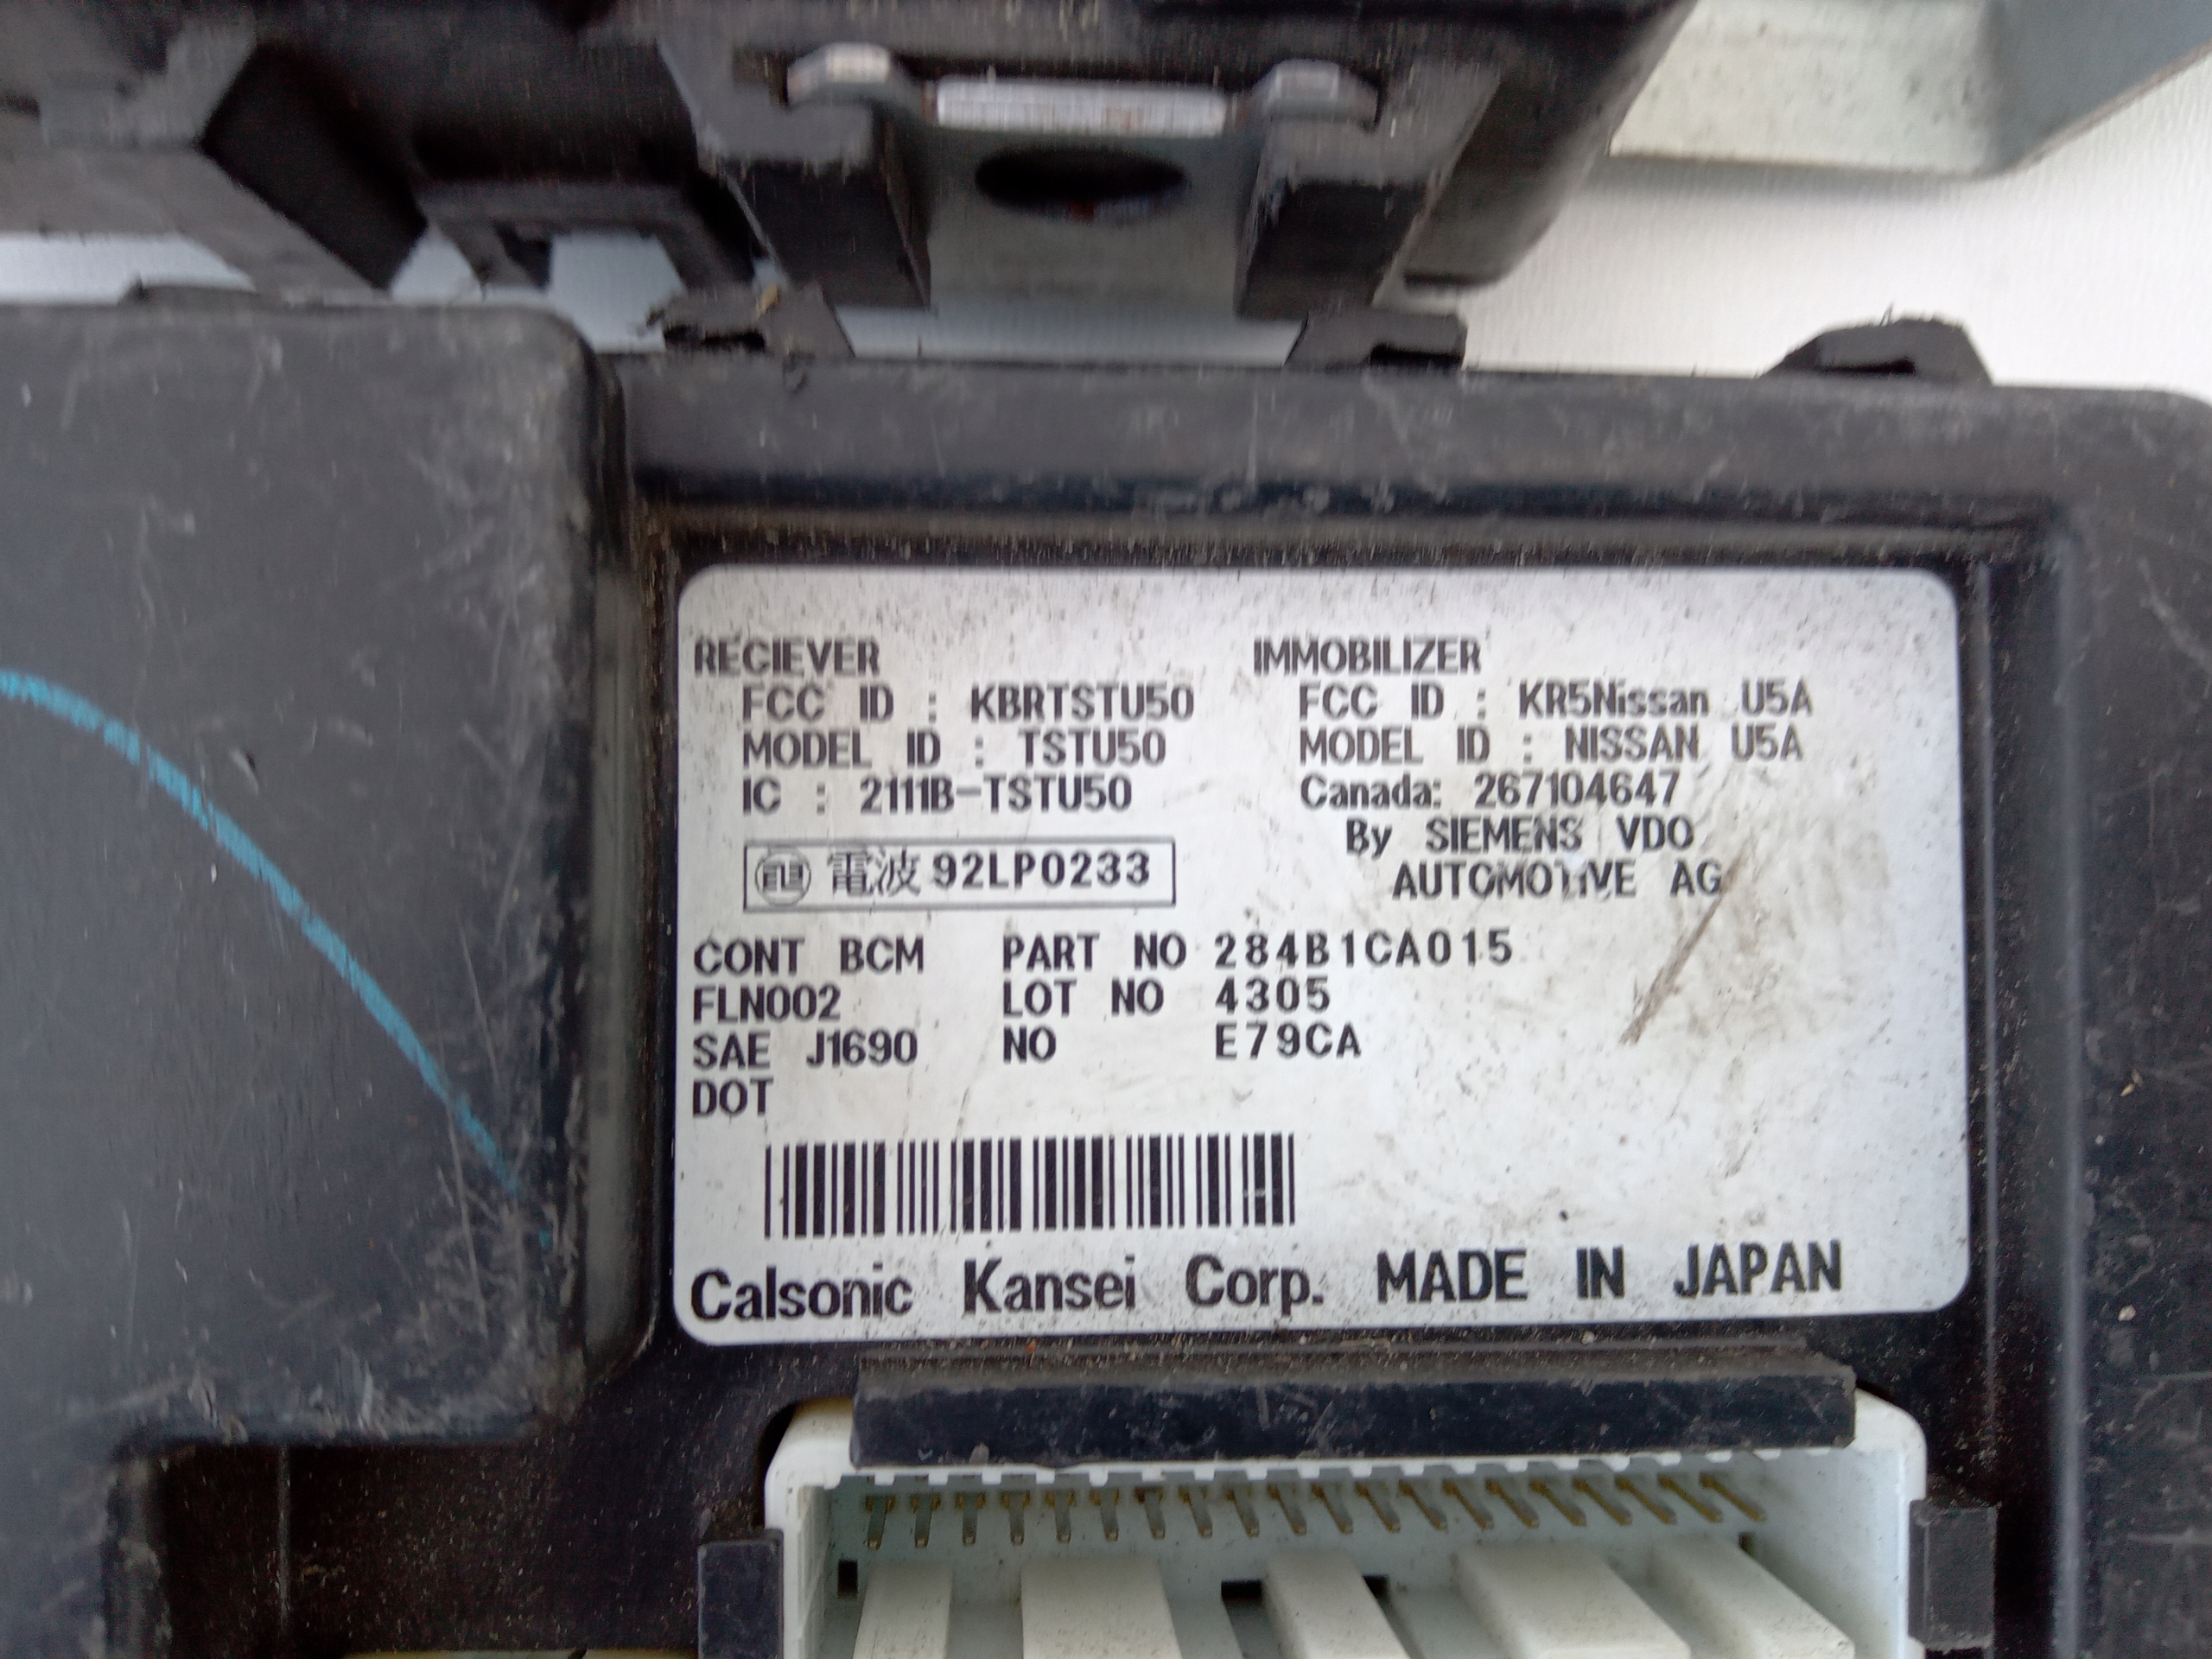 RECIEVER
FCC ID : KBRTSTU50
MODEL ID : TSTU50
IC : 2111B-TSTU50
電波 92LP0233
IMMOBILIZER
FCC ID : KR5Nissan U5A
MODEL ID : NISSAN U5A
Canada: 267104647
By SIEMENS VDO
AUTOMOTIVE AG
CONT BCM PART NO 284B1CA015
FLN002 LOT NO 4305
SAE J1690 NO E79CA
DOT
Calsonic Kansei Corp. MADE IN JAPAN